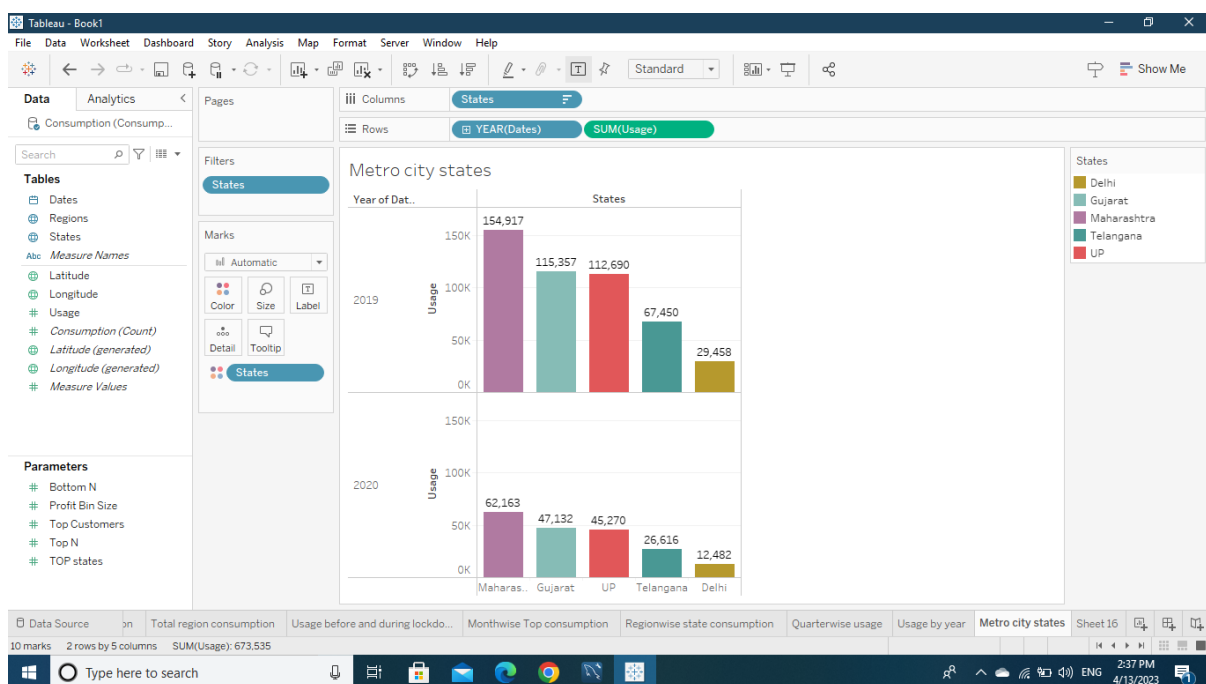 Tableau - Book1
File Data Worksheet Dashboard Story Analysis Map Format Server Window Help
Standard
Show Me
Data Analytics
Consumption (Consump...
Search
Tables
Dates
Regions
States
Abc Measure Names
Latitude
Longitude
# Usage
# Consumption (Count)
Latitude (generated)
Longitude (generated)
# Measure Values
Parameters
# Bottom N
# Profit Bin Size
# Top Customers
# Top N
# TOP states
Pages
Filters
States
Marks
Automatic
Color Size Label
Detail Tooltip
States
Columns States
Rows YEAR(Dates) SUM(Usage)
Metro city states
Year of Dat.. States
2019
Usage
150K
100K
50K
0K
154,917 115,357 112,690 67,450 29,458
2020
Usage
150K
100K
50K
0K
62,163 47,132 45,270 26,616 12,482
Maharas.. Gujarat UP Telangana Delhi
States
Delhi
Gujarat
Maharashtra
Telangana
UP
Data Source on Total region consumption Usage before and during lockdo... Monthwise Top consumption Regionwise state consumption Quarterwise usage Usage by year Metro city states Sheet 16
10 marks 2 rows by 5 columns SUM(Usage): 673,535
Type here to search
ENG
2:37 PM
4/13/2023
1